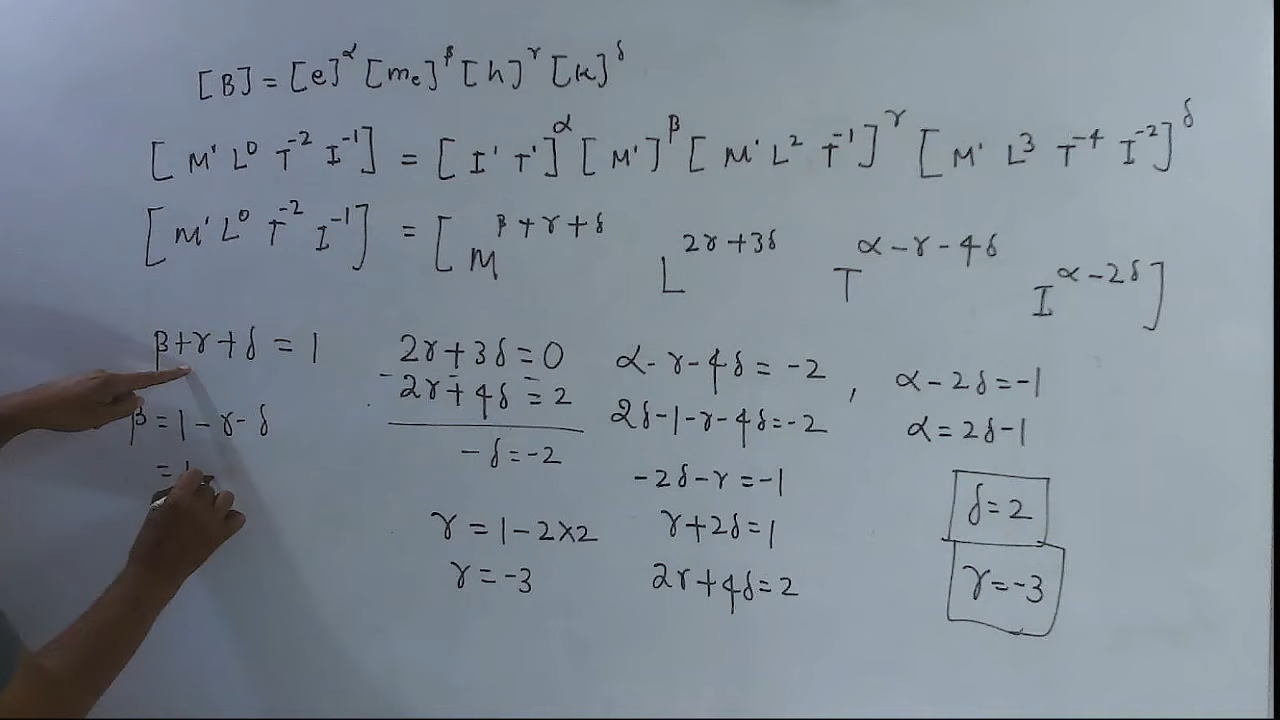 [B] = [e]^α [mₑ]^β [h]^γ [k]^δ
[M¹ L⁰ T⁻² I⁻¹] = [I¹ T¹]^α [M¹]^β [M¹ L² T⁻¹]^γ [M¹ L³ T⁻⁴ I⁻²]^δ
[M¹ L⁰ T⁻² I⁻¹] = [M^(β+γ+δ) L^(2γ+3δ) T^(α-γ-4δ) I^(α-2δ)]
β+γ+δ = 1
β = 1-γ-δ
= 1
2γ+3δ=0
-2γ+4δ=2
-δ=-2
γ = 1-2×2
γ = -3
α-γ-4δ = -2,
2δ-1-γ-4δ=-2
-2δ-γ=-1
γ+2δ=1
2γ+4δ=2
α-2δ=-1
α=2δ-1
δ=2
γ=-3